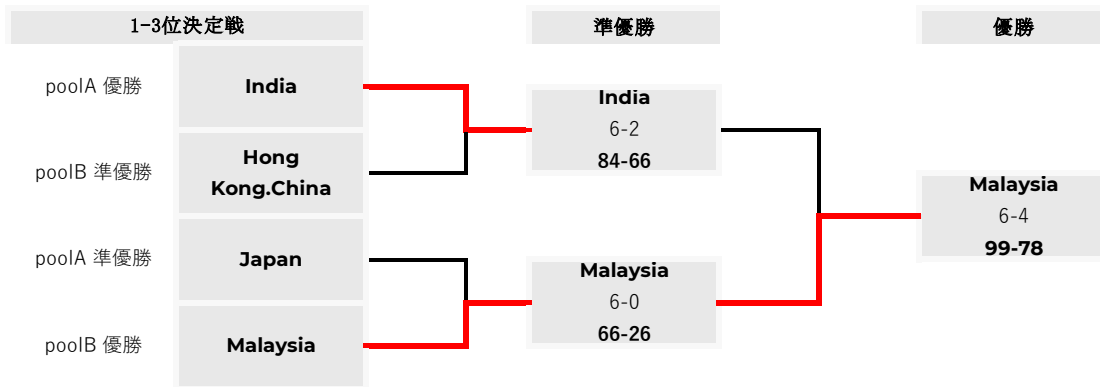 1-3位決定戦
準優勝
優勝
poolA 優勝
India
poolB 準優勝
Hong
Kong.China
poolA 準優勝
Japan
poolB 優勝
Malaysia
India
6-2
84-66
Malaysia
6-0
66-26
Malaysia
6-4
99-78